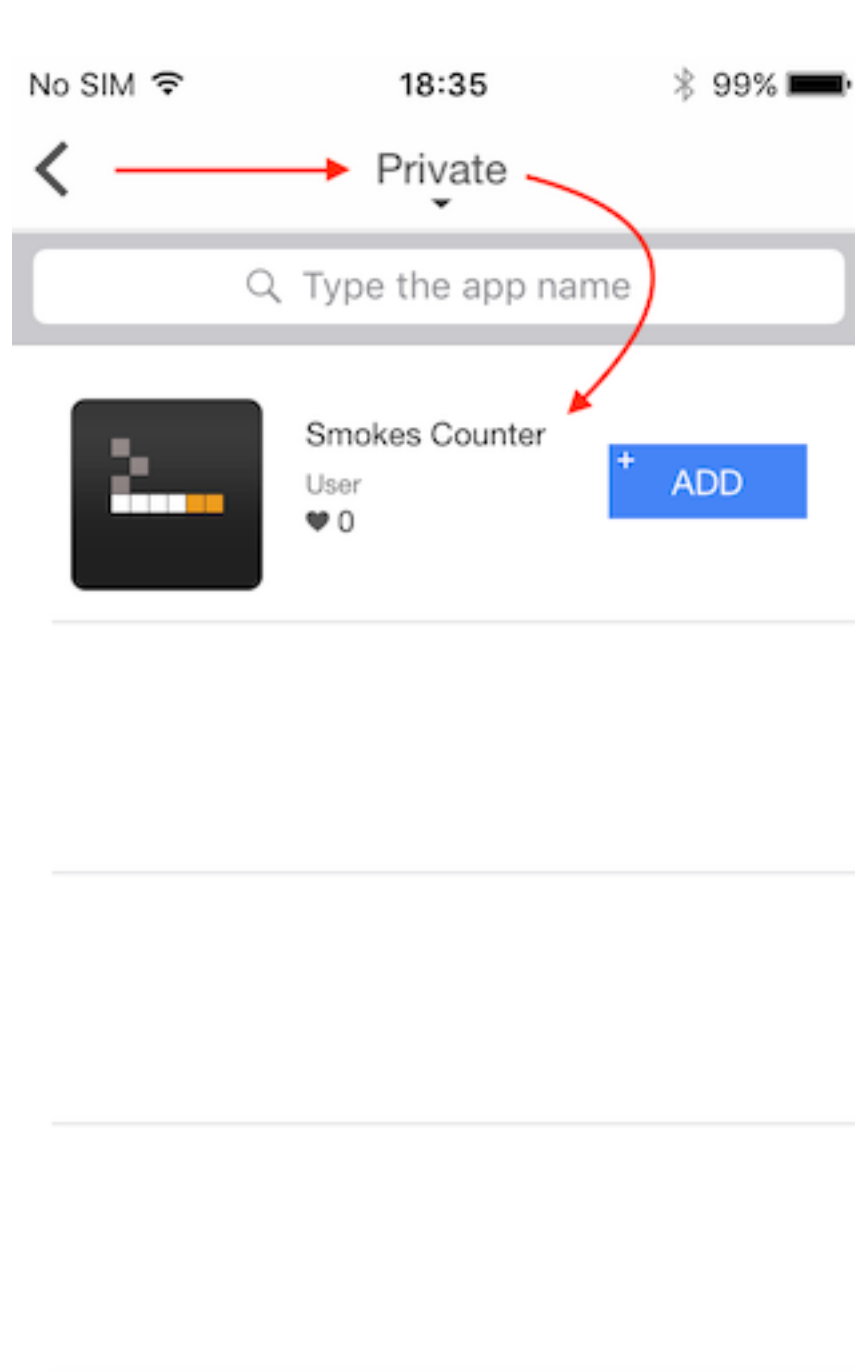 No SIM 18:35 99%
Private
Type the app name
Smokes Counter
User
0
+ ADD